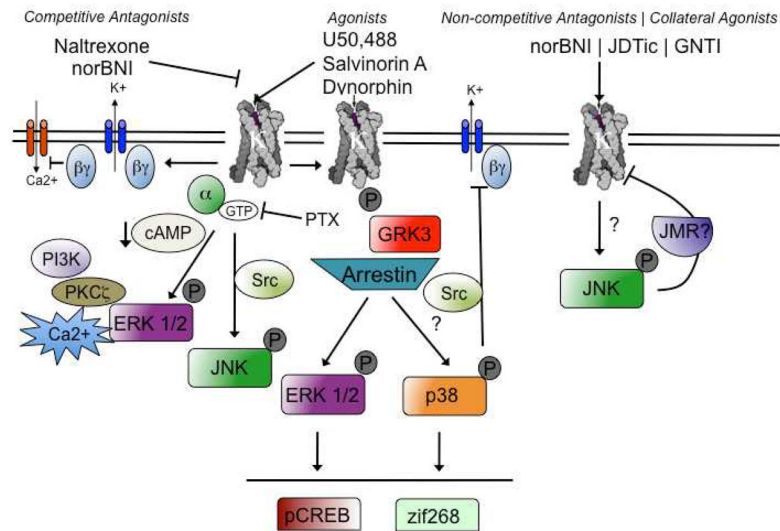 Competitive Antagonists
Agonists
Non-competitive Antagonists | Collateral Agonists
Naltrexone
norBNI
U50,488
Salvinorin A
Dynorphin
norBNI | JDTic | GNTI
K+
K+
K
K
K
Ca2+
βγ
βγ
βγ
α
GTP
PTX
P
cAMP
GRK3
?
JMR?
PI3K
PKCζ
Src
Arrestin
Src
P
JNK
Ca2+
ERK 1/2
P
?
JNK
P
ERK 1/2
P
p38
P
pCREB
zif268